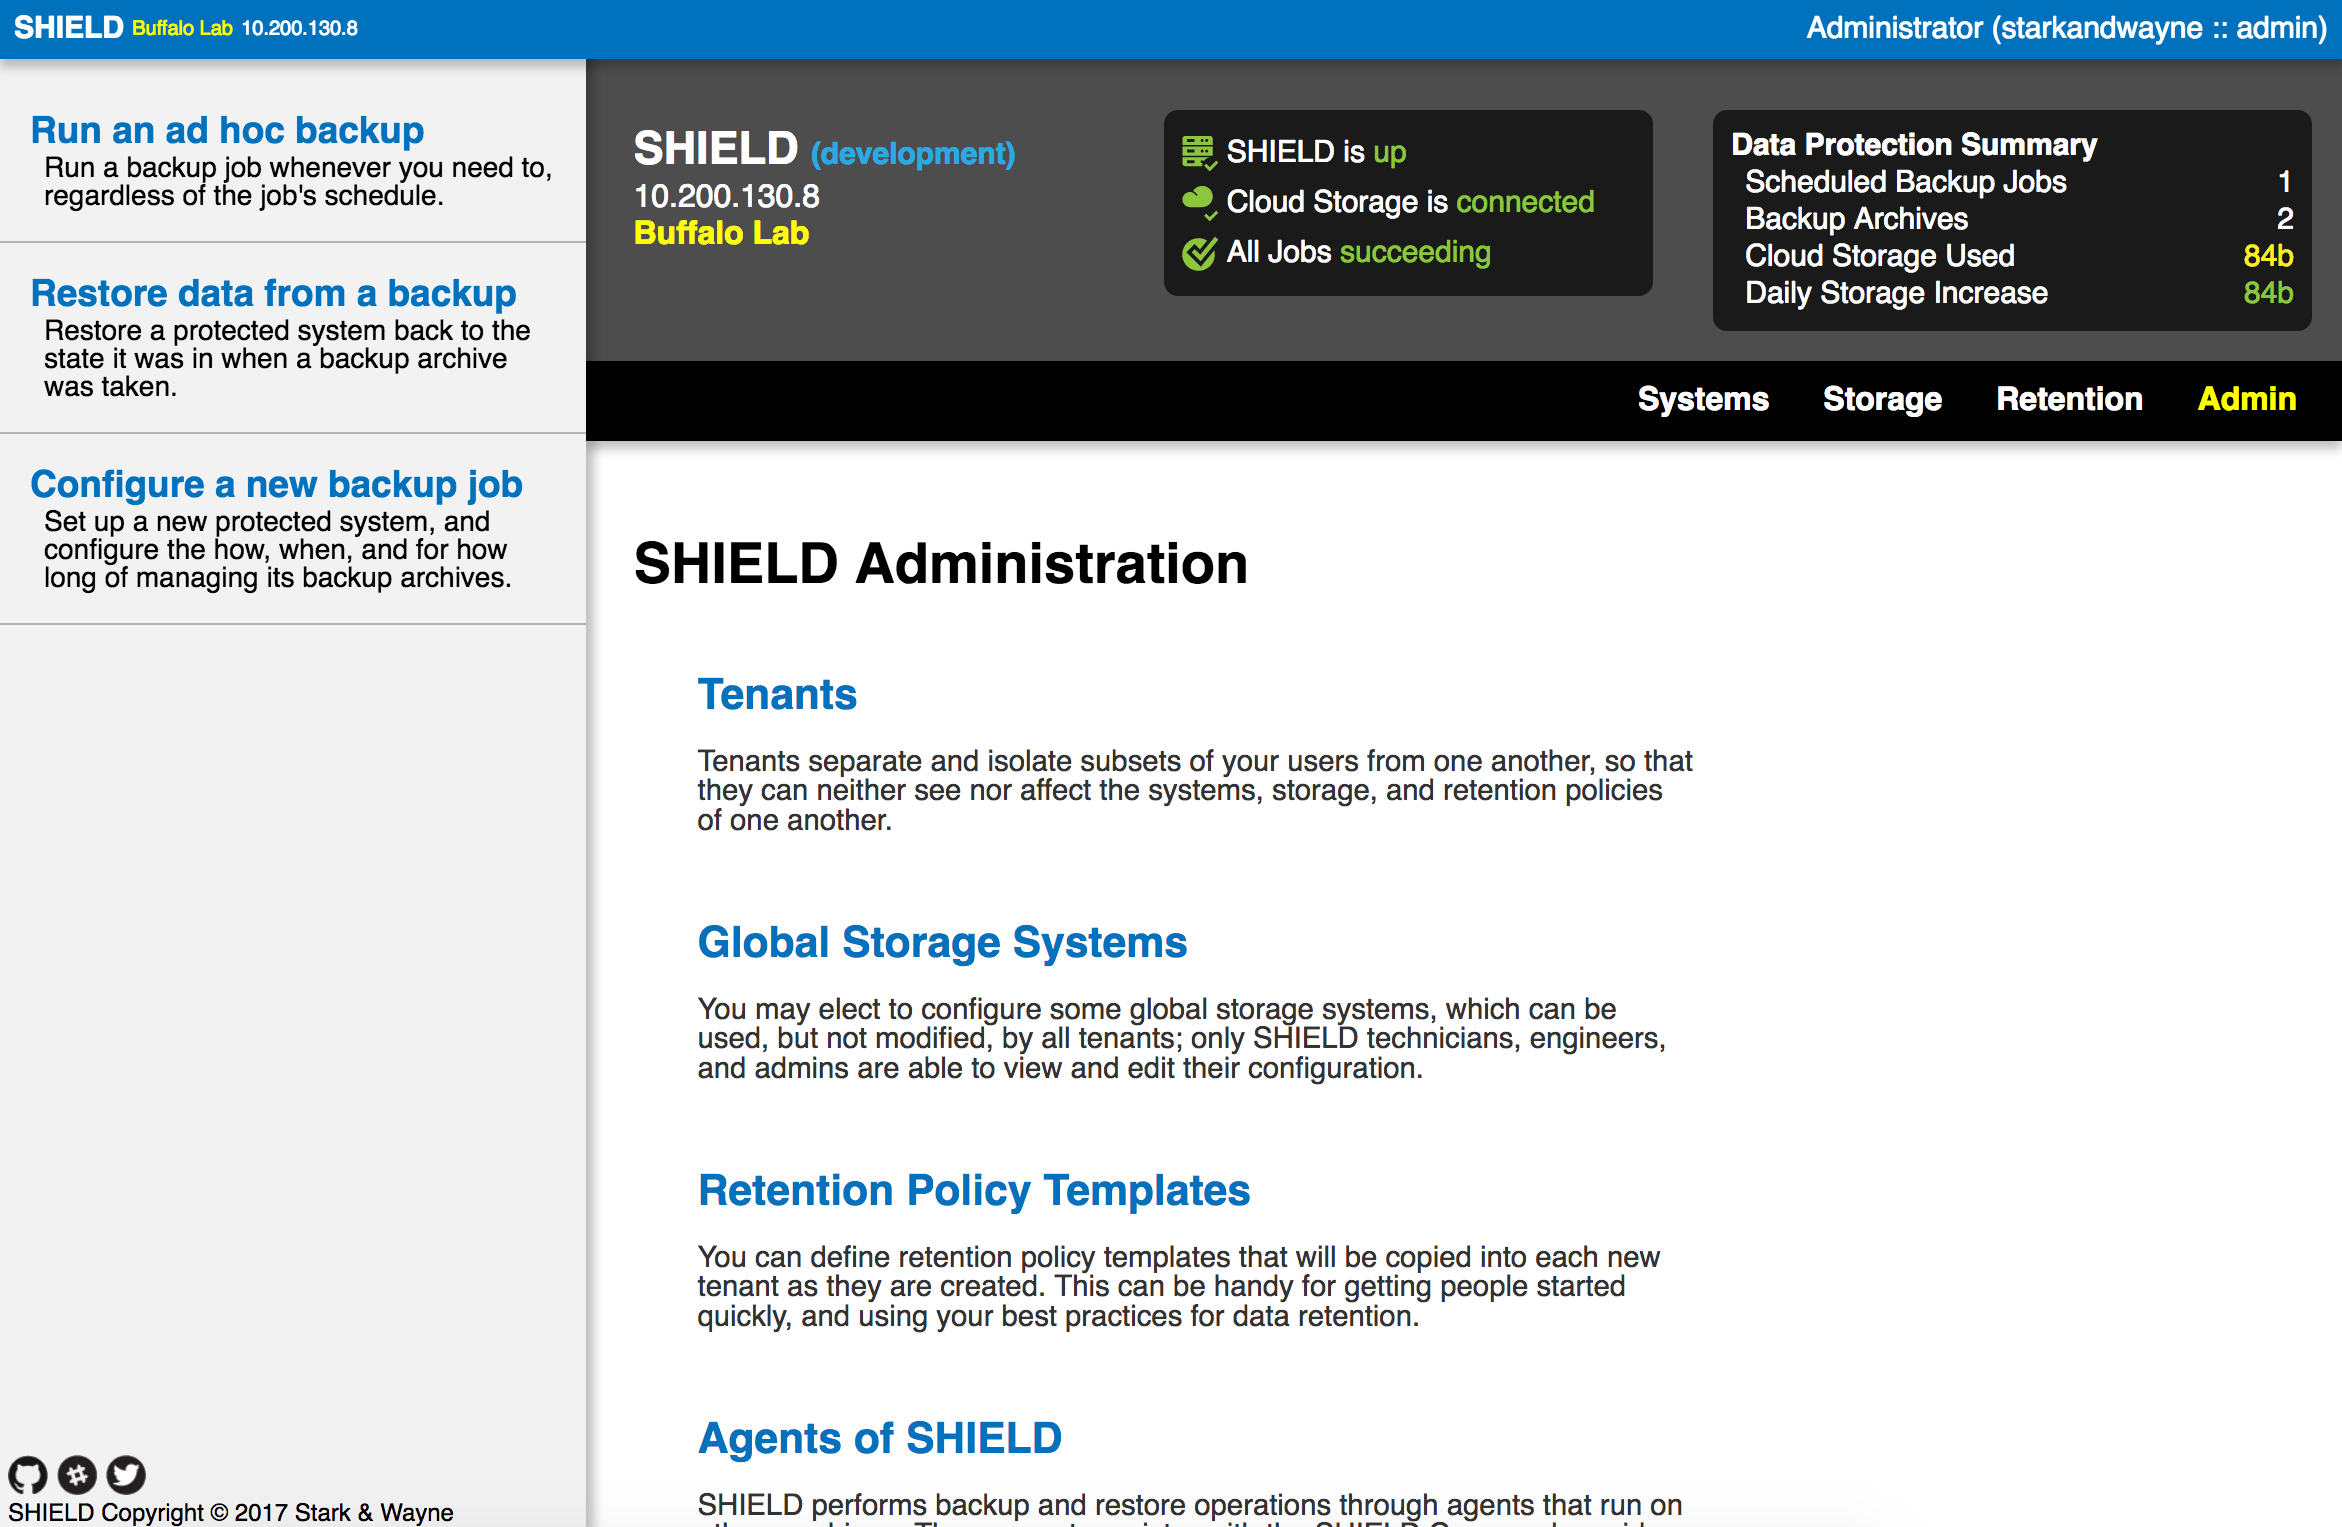 SHIELD Buffalo Lab 10.200.130.8
Administrator (starkandwayne :: admin)
Run an ad hoc backup
Run a backup job whenever you need to,
regardless of the job's schedule.
Restore data from a backup
Restore a protected system back to the
state it was in when a backup archive
was taken.
Configure a new backup job
Set up a new protected system, and
configure the how, when, and for how
long of managing its backup archives.
SHIELD Copyright © 2017 Stark & Wayne
SHIELD (development)
10.200.130.8
Buffalo Lab
SHIELD is up
Cloud Storage is connected
All Jobs succeeding
Data Protection Summary
Scheduled Backup Jobs 1
Backup Archives 2
Cloud Storage Used 84b
Daily Storage Increase 84b
Systems Storage Retention Admin
SHIELD Administration
Tenants
Tenants separate and isolate subsets of your users from one another, so that
they can neither see nor affect the systems, storage, and retention policies
of one another.
Global Storage Systems
You may elect to configure some global storage systems, which can be
used, but not modified, by all tenants; only SHIELD technicians, engineers,
and admins are able to view and edit their configuration.
Retention Policy Templates
You can define retention policy templates that will be copied into each new
tenant as they are created. This can be handy for getting people started
quickly, and using your best practices for data retention.
Agents of SHIELD
SHIELD performs backup and restore operations through agents that run on